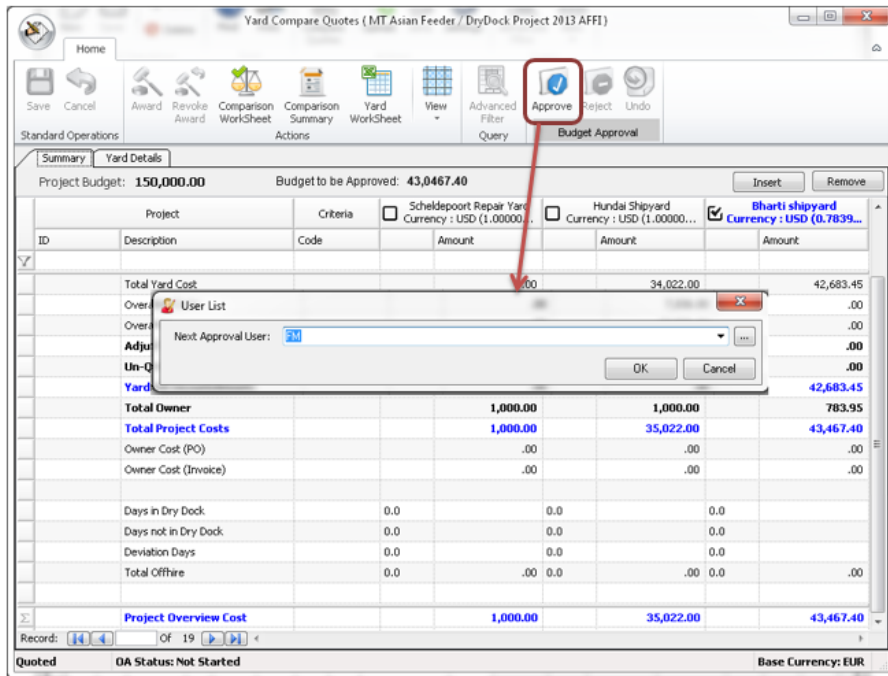 Yard Compare Quotes ( MT Asian Feeder / DryDock Project 2013 AFFI)
Home
Save Cancel Award Revoke Award Comparison WorkSheet Comparison Summary Yard WorkSheet View Advanced Filter Approve Reject Undo
Standard Operations Actions Query Budget Approval
Summary Yard Details
Project Budget: 150,000.00 Budget to be Approved: 43,0467.40 Insert Remove
Project Criteria Scheldepoort Repair Yard Currency : USD (1.00000... Hundai Shipyard Currency : USD (1.00000... Bharti shipyard Currency : USD (0.7839...
ID Description Code Amount Amount Amount
Total Yard Cost .00 34,022.00 42,683.45
Overa .00
User List
Overa .00
Next Approval User: FM ...
Adju .00
Un-Q .00
OK Cancel
Yard 42,683.45
Total Owner 1,000.00 1,000.00 783.95
Total Project Costs 1,000.00 35,022.00 43,467.40
Owner Cost (PO) .00 .00 .00
Owner Cost (Invoice) .00 .00 .00
Days in Dry Dock 0.0 0.0 0.0
Days not in Dry Dock 0.0 0.0 0.0
Deviation Days 0.0 0.0 0.0
Total Offhire 0.0 .00 0.0 .00 0.0 .00
Σ Project Overview Cost 1,000.00 35,022.00 43,467.40
Record: Of 19
Quoted OA Status: Not Started Base Currency: EUR